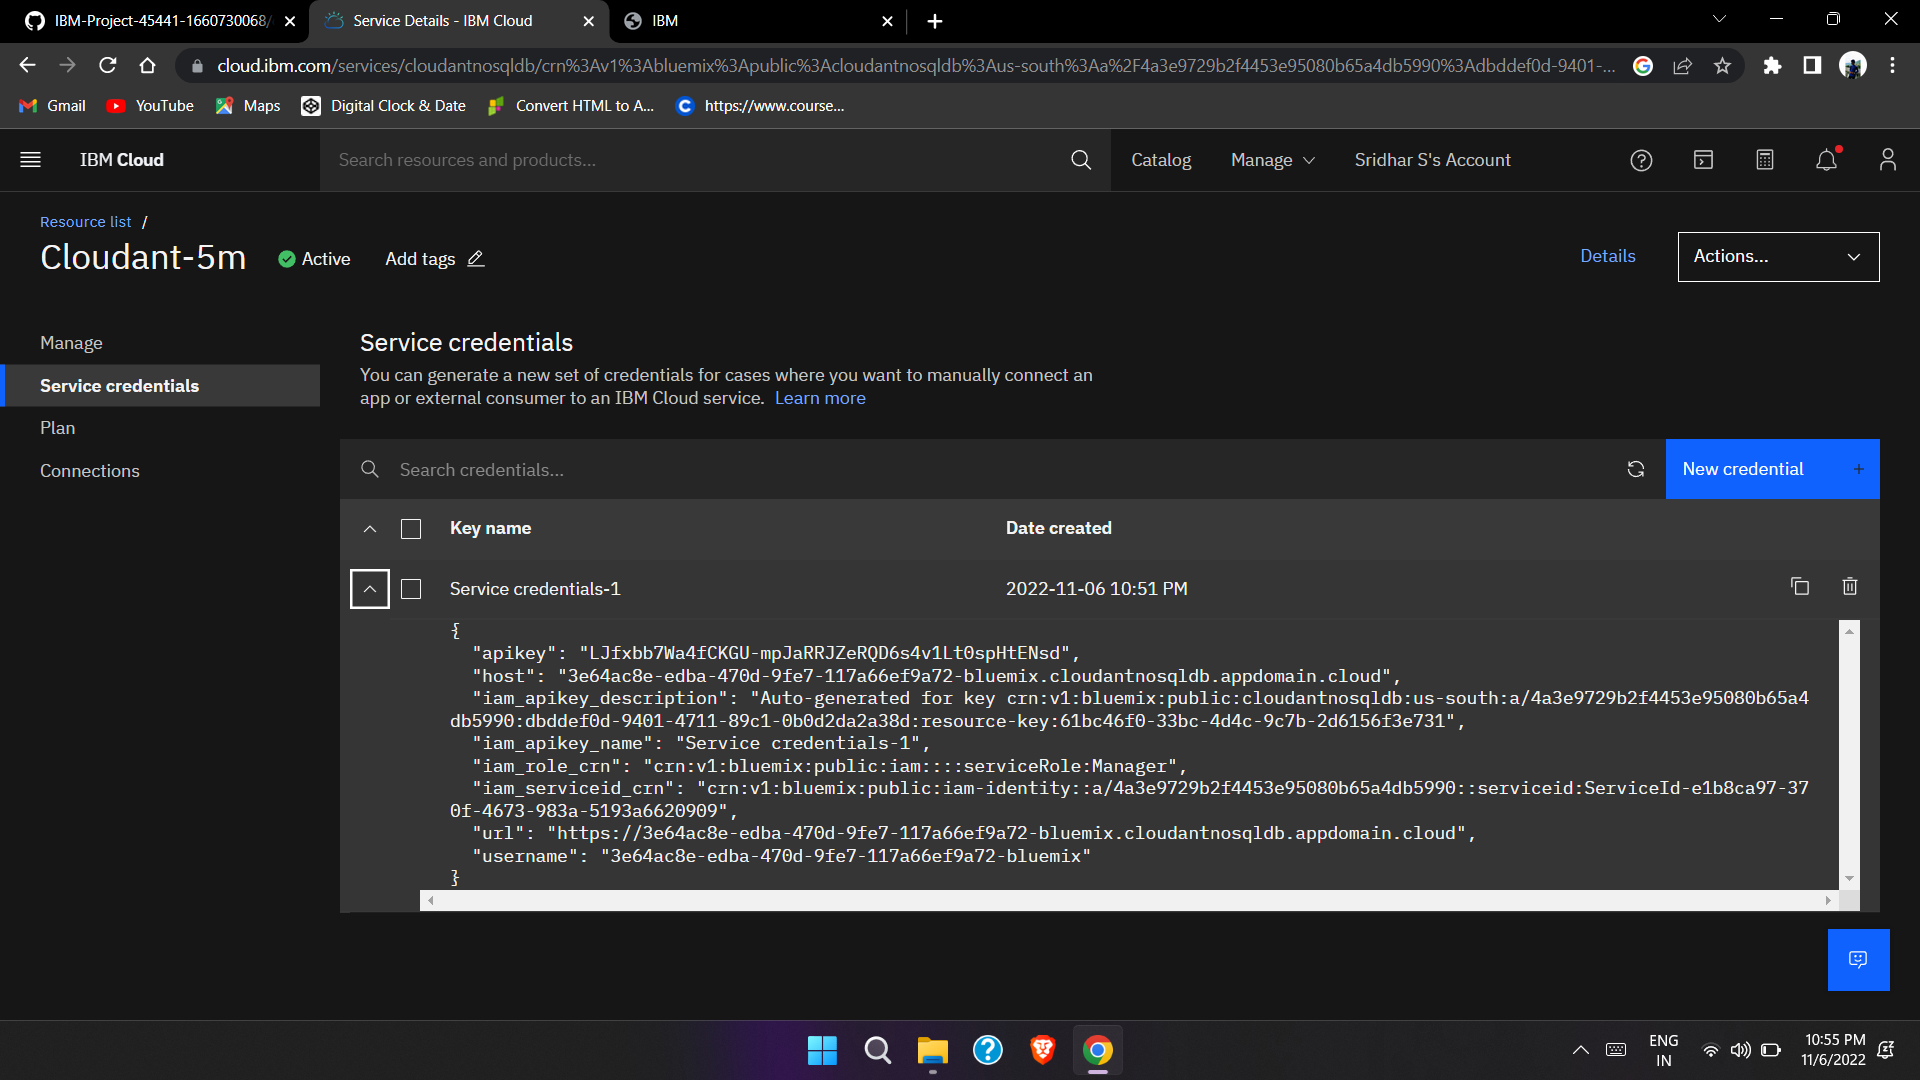 IBM-Project-45441-1660730068/
Service Details - IBM Cloud
IBM
cloud.ibm.com/services/cloudantnosqldb/crn%3Av1%3Abluemix%3Apublic%3Acloudantnosqldb%3Aus-south%3Aa%2F4a3e9729b2f4453e95080b65a4db5990%3Adbddef0d-9401-...
Gmail
YouTube
Maps
Digital Clock & Date
Convert HTML to A...
https://www.course...
IBM Cloud
Search resources and products...
Catalog
Manage
Sridhar S's Account
Resource list /
Cloudant-5m
Active
Add tags
Details
Actions...
Manage
Service credentials
Plan
Connections
Service credentials
You can generate a new set of credentials for cases where you want to manually connect an
app or external consumer to an IBM Cloud service. Learn more
Search credentials...
New credential +
Key name
Date created
Service credentials-1
2022-11-06 10:51 PM
{
"apikey": "LJfxbb7Wa4fCKGU-mpJaRRJZeRQD6s4v1Lt0spHtENsd",
"host": "3e64ac8e-edba-470d-9fe7-117a66ef9a72-bluemix.cloudantnosqldb.appdomain.cloud",
"iam_apikey_description": "Auto-generated for key crn:v1:bluemix:public:cloudantnosqldb:us-south:a/4a3e9729b2f4453e95080b65a4
db5990:dbddef0d-9401-4711-89c1-0b0d2da2a38d:resource-key:61bc46f0-33bc-4d4c-9c7b-2d6156f3e731",
"iam_apikey_name": "Service credentials-1",
"iam_role_crn": "crn:v1:bluemix:public:iam::::serviceRole:Manager",
"iam_serviceid_crn": "crn:v1:bluemix:public:iam-identity::a/4a3e9729b2f4453e95080b65a4db5990::serviceid:ServiceId-e1b8ca97-37
0f-4673-983a-5193a6620909",
"url": "https://3e64ac8e-edba-470d-9fe7-117a66ef9a72-bluemix.cloudantnosqldb.appdomain.cloud",
"username": "3e64ac8e-edba-470d-9fe7-117a66ef9a72-bluemix"
}
ENG
IN
10:55 PM
11/6/2022